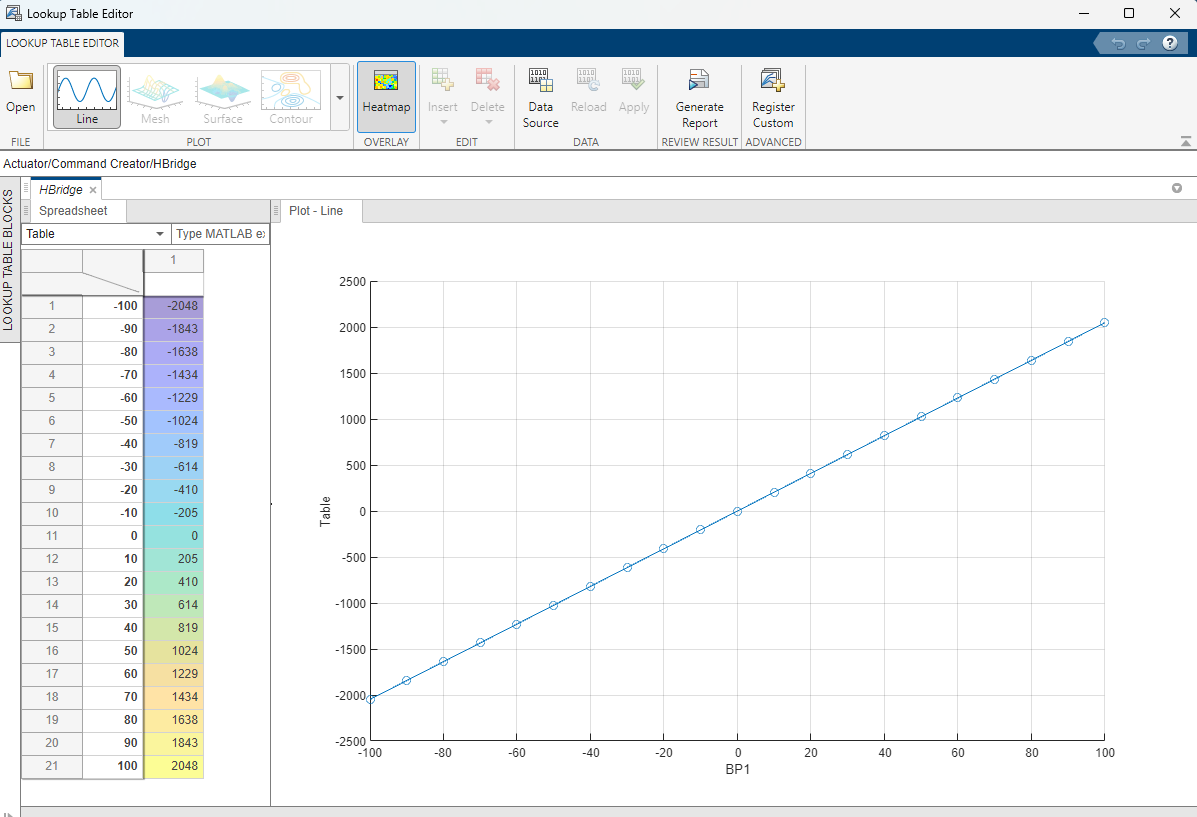 Lookup Table Editor
LOOKUP TABLE EDITOR
?
Open
Line
Mesh
Surface
Contour
Heatmap
Insert
Delete
Data Source
Reload
Apply
Generate Report
Register Custom
FILE
PLOT
OVERLAY
EDIT
DATA
REVIEW RESULT
ADVANCED
Actuator/Command Creator/HBridge
LOOKUP TABLE BLOCKS
HBridge
Spreadsheet
Table
Type MATLAB ex
1
1 -100 -2048
2 -90 -1843
3 -80 -1638
4 -70 -1434
5 -60 -1229
6 -50 -1024
7 -40 -819
8 -30 -614
9 -20 -410
10 -10 -205
11 0 0
12 10 205
13 20 410
14 30 614
15 40 819
16 50 1024
17 60 1229
18 70 1434
19 80 1638
20 90 1843
21 100 2048
Plot - Line
2500
2000
1500
1000
500
0
-500
-1000
-1500
-2000
-2500
Table
-100 -80 -60 -40 -20 0 20 40 60 80 100
BP1